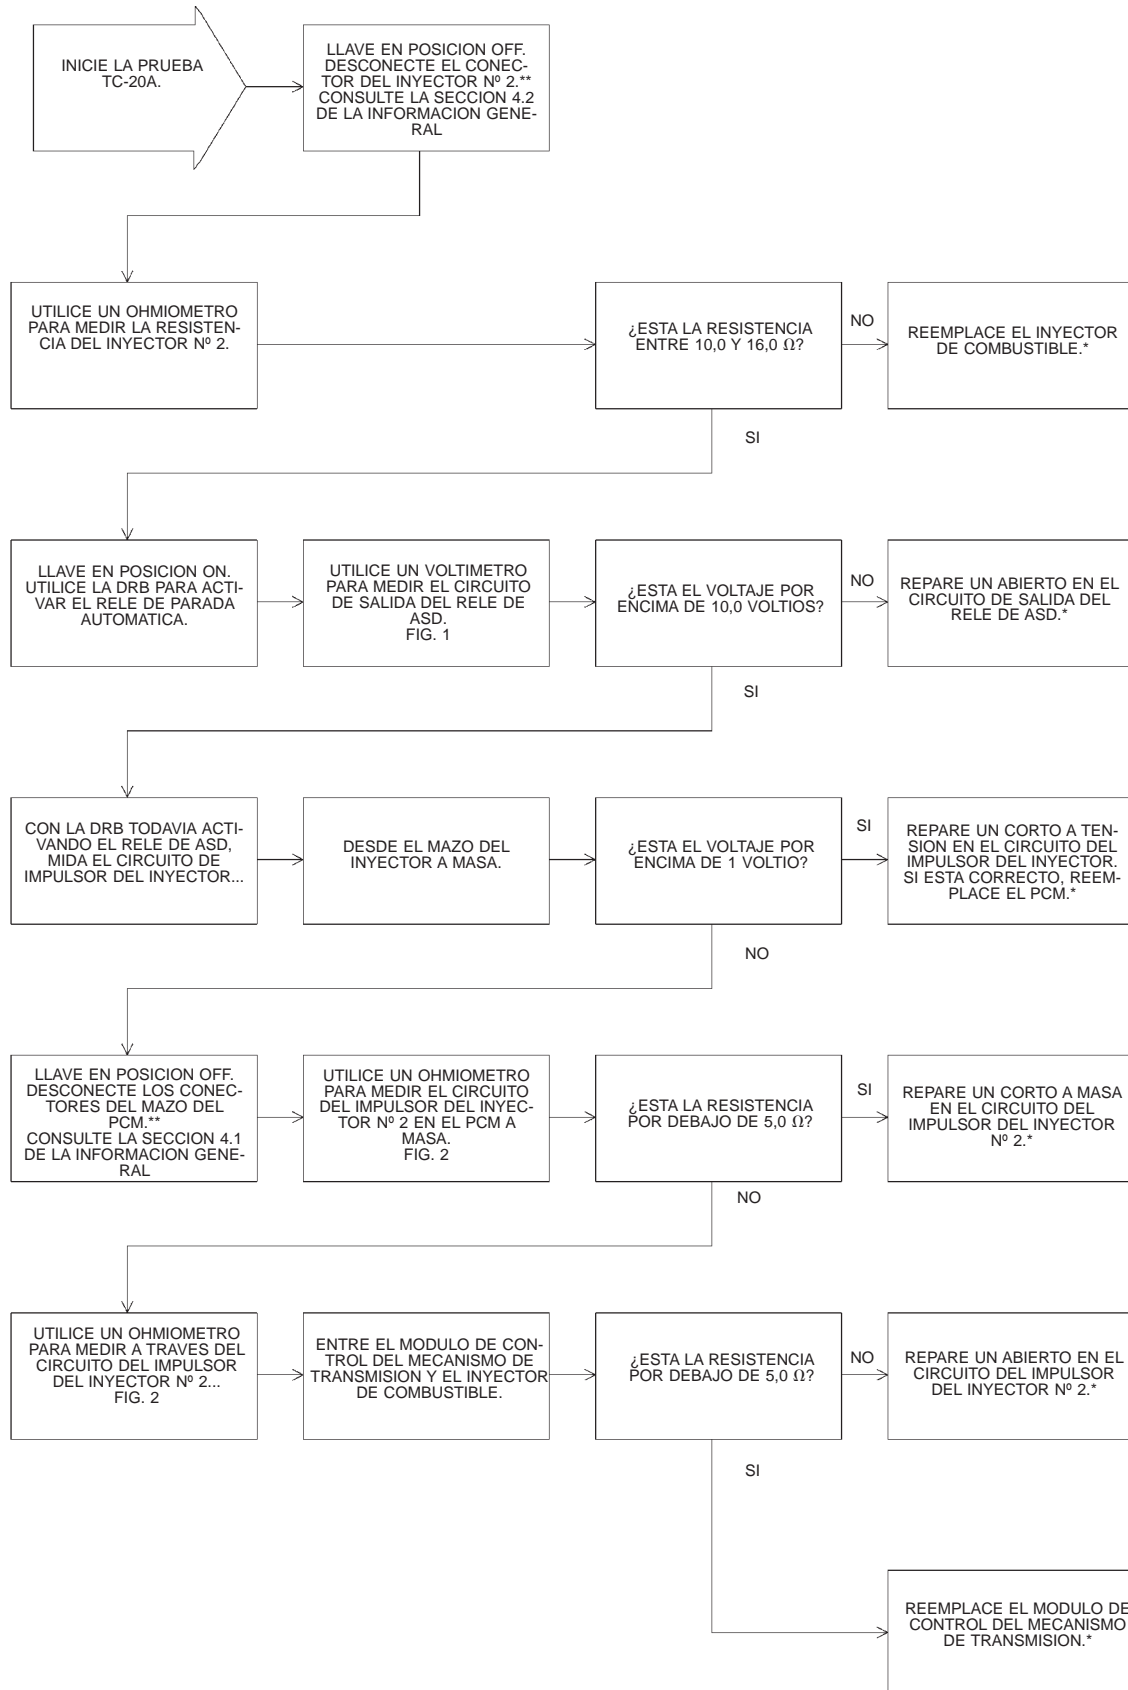 INICIE LA PRUEBA
TC-20A.
LLAVE EN POSICION OFF.
DESCONECTE EL CONEC-
TOR DEL INYECTOR Nº 2.**
CONSULTE LA SECCION 4.2
DE LA INFORMACION GENE-
RAL
UTILICE UN OHMIOMETRO
PARA MEDIR LA RESISTEN-
CIA DEL INYECTOR Nº 2.
¿ESTA LA RESISTENCIA
ENTRE 10,0 Y 16,0 Ω?
NO
REEMPLACE EL INYECTOR
DE COMBUSTIBLE.*
SI
LLAVE EN POSICION ON.
UTILICE LA DRB PARA ACTI-
VAR EL RELE DE PARADA
AUTOMATICA.
UTILICE UN VOLTIMETRO
PARA MEDIR EL CIRCUITO
DE SALIDA DEL RELE DE
ASD.
FIG. 1
¿ESTA EL VOLTAJE POR
ENCIMA DE 10,0 VOLTIOS?
NO
REPARE UN ABIERTO EN EL
CIRCUITO DE SALIDA DEL
RELE DE ASD.*
SI
CON LA DRB TODAVIA ACTI-
VANDO EL RELE DE ASD,
MIDA EL CIRCUITO DE
IMPULSOR DEL INYECTOR...
DESDE EL MAZO DEL
INYECTOR A MASA.
¿ESTA EL VOLTAJE POR
ENCIMA DE 1 VOLTIO?
SI
REPARE UN CORTO A TEN-
SION EN EL CIRCUITO DEL
IMPULSOR DEL INYECTOR.
SI ESTA CORRECTO, REEM-
PLACE EL PCM.*
NO
LLAVE EN POSICION OFF.
DESCONECTE LOS CONEC-
TORES DEL MAZO DEL
PCM.**
CONSULTE LA SECCION 4.1
DE LA INFORMACION GENE-
RAL
UTILICE UN OHMIOMETRO
PARA MEDIR EL CIRCUITO
DEL IMPULSOR DEL INYEC-
TOR Nº 2 EN EL PCM A
MASA.
FIG. 2
¿ESTA LA RESISTENCIA
POR DEBAJO DE 5,0 Ω?
SI
REPARE UN CORTO A MASA
EN EL CIRCUITO DEL
IMPULSOR DEL INYECTOR
Nº 2.*
NO
UTILICE UN OHMIOMETRO
PARA MEDIR A TRAVES DEL
CIRCUITO DEL IMPULSOR
DEL INYECTOR Nº 2...
FIG. 2
ENTRE EL MODULO DE CON-
TROL DEL MECANISMO DE
TRANSMISION Y EL INYECTOR
DE COMBUSTIBLE.
¿ESTA LA RESISTENCIA
POR DEBAJO DE 5,0 Ω?
NO
REPARE UN ABIERTO EN EL
CIRCUITO DEL IMPULSOR
DEL INYECTOR Nº 2.*
SI
REEMPLACE EL MODULO DE
CONTROL DEL MECANISMO
DE TRANSMISION.*